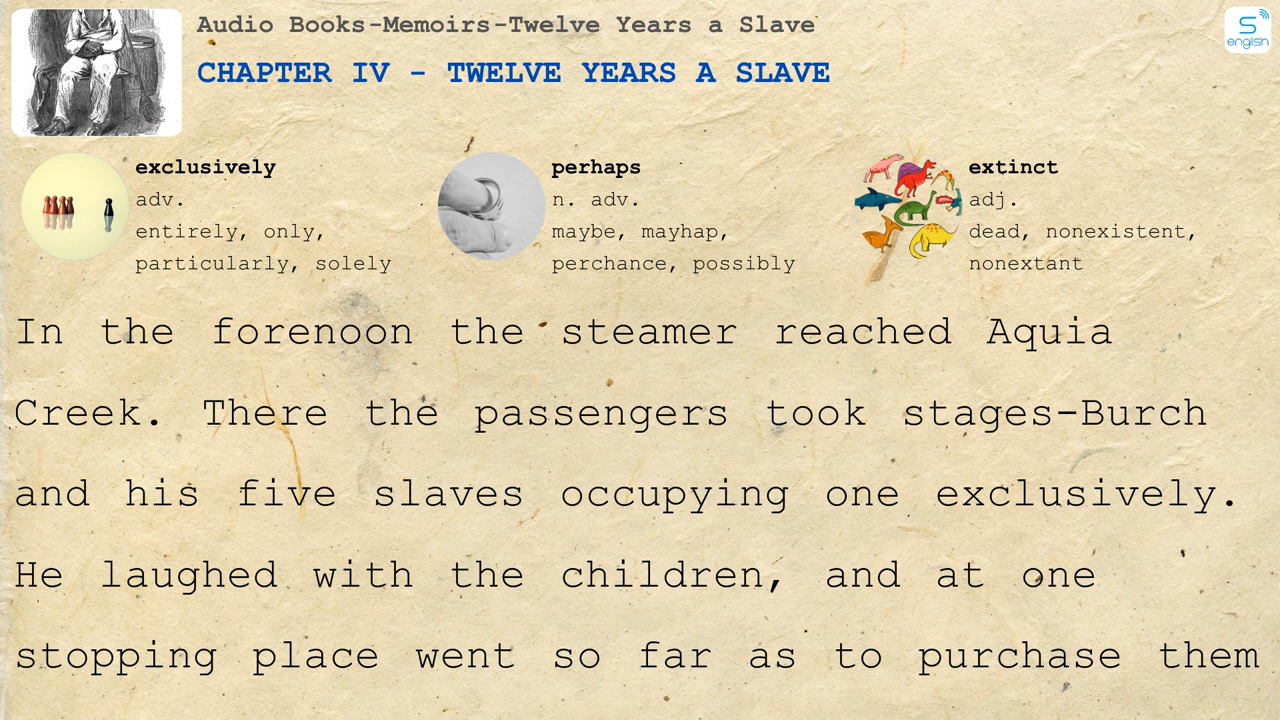 Audio Books-Memoirs-Twelve Years a Slave
CHAPTER IV - TWELVE YEARS A SLAVE
S
english
exclusively
adv.
entirely, only,
particularly, solely
perhaps
n. adv.
maybe, mayhap,
perchance, possibly
extinct
adj.
dead, nonexistent,
nonextant
In the forenoon the steamer reached Aquia
Creek. There the passengers took stages-Burch
and his five slaves occupying one exclusively.
He laughed with the children, and at one
stopping place went so far as to purchase them